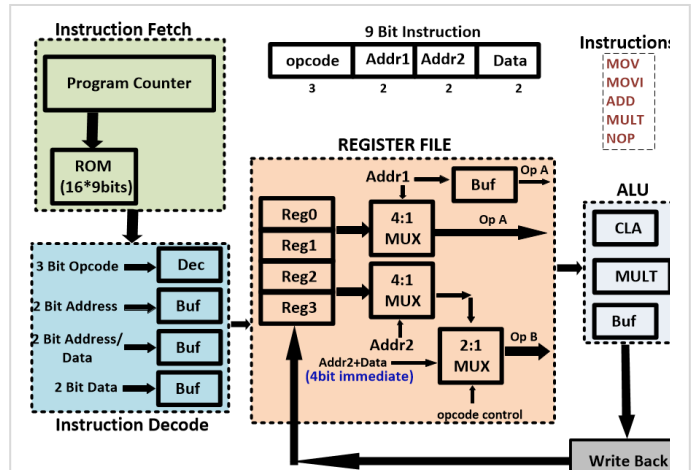 Instruction Fetch
Program Counter
ROM
(16*9bits)
9 Bit Instruction
opcode Addr1 Addr2 Data
3 2 2 2
Instructions
MOV
MOVI
ADD
MULT
NOP
REGISTER FILE
Addr1
Buf
Op A
Reg0
Reg1
Reg2
Reg3
4:1
MUX
Op A
4:1
MUX
Addr2
Addr2+Data
(4bit immediate)
2:1
MUX
Op B
opcode control
ALU
CLA
MULT
Buf
3 Bit Opcode
Dec
2 Bit Address
Buf
2 Bit Address/
Data
Buf
2 Bit Data
Buf
Instruction Decode
Write Back